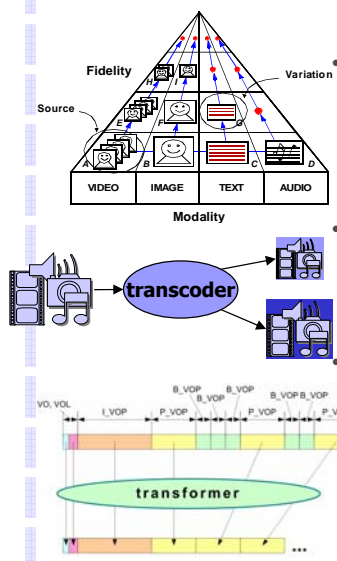 Fidelity
H
I
Variation
Source
E
F
G
A
B
C
D
VIDEO
IMAGE
TEXT
AUDIO
Modality
transcoder
B_VOP B_VOP
VO, VOL I_VOP P_VOP B_VOP P_VOP B_VOP P_V
B_VOP
transformer
...